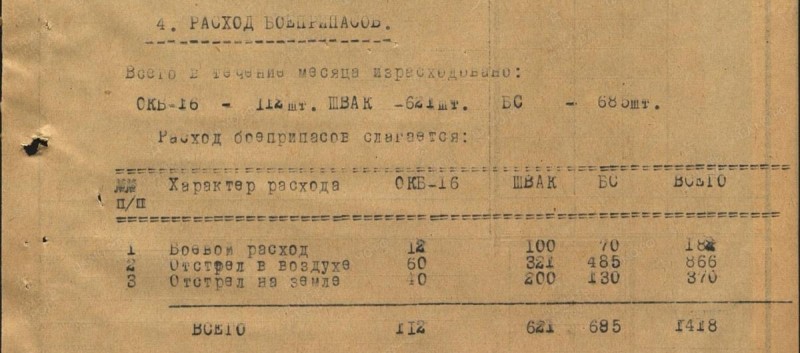 4. РАСХОД БОЕПРИПАСОВ.
Всего в течение месяца израсходовано:
ОКБ-16 - 112шт. ШВАК -621шт. БС - 685шт.
Расход боеприпасов слагается:
№№ Характер расхода ОКБ-16 ШВАК БС ВСЕГО
п/п
1 Боевой расход 12 100 70 182
2 Отстрел в воздухе 60 321 485 866
3 Отстрел на земле 40 200 130 370
ВСЕГО 112 621 685 1418